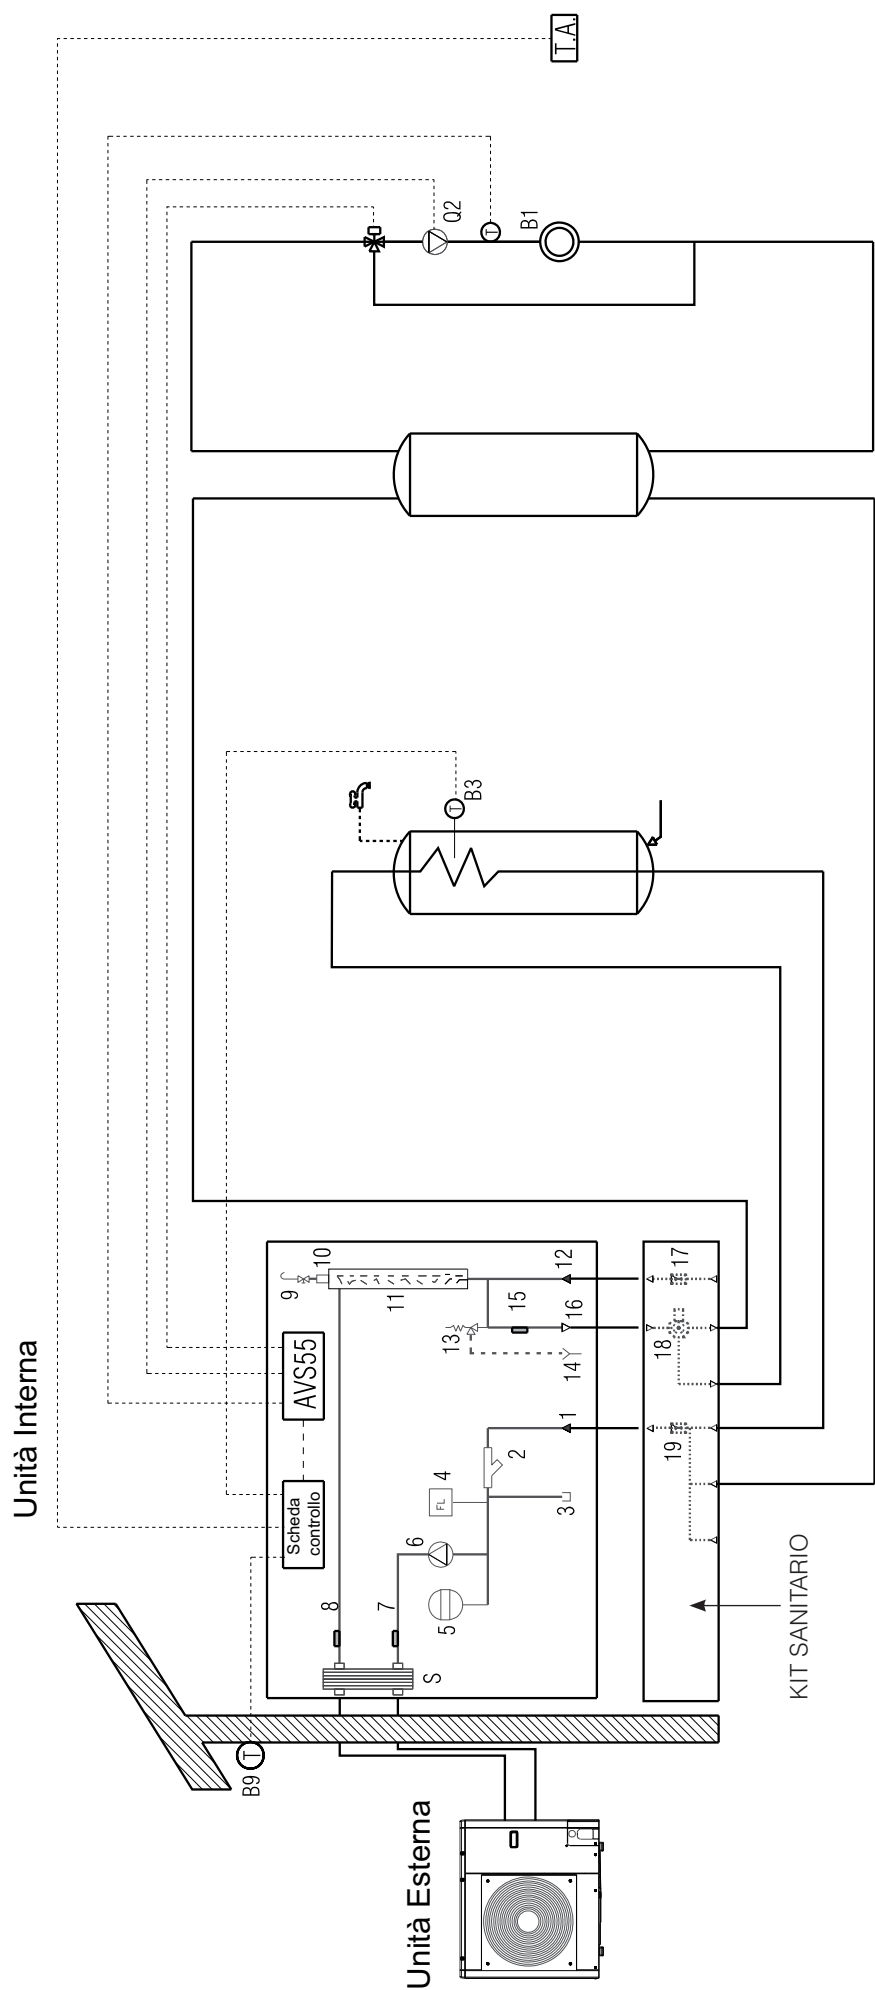 Unità Esterna
Unità Interna
B9
T
Scheda
controllo
AVS55
9
10
11
8
7
S
6
5
4
FL
3
2
1
13
14
15
16
12
19
18
17
KIT SANITARIO
T
B3
Q2
T
B1
T.A.